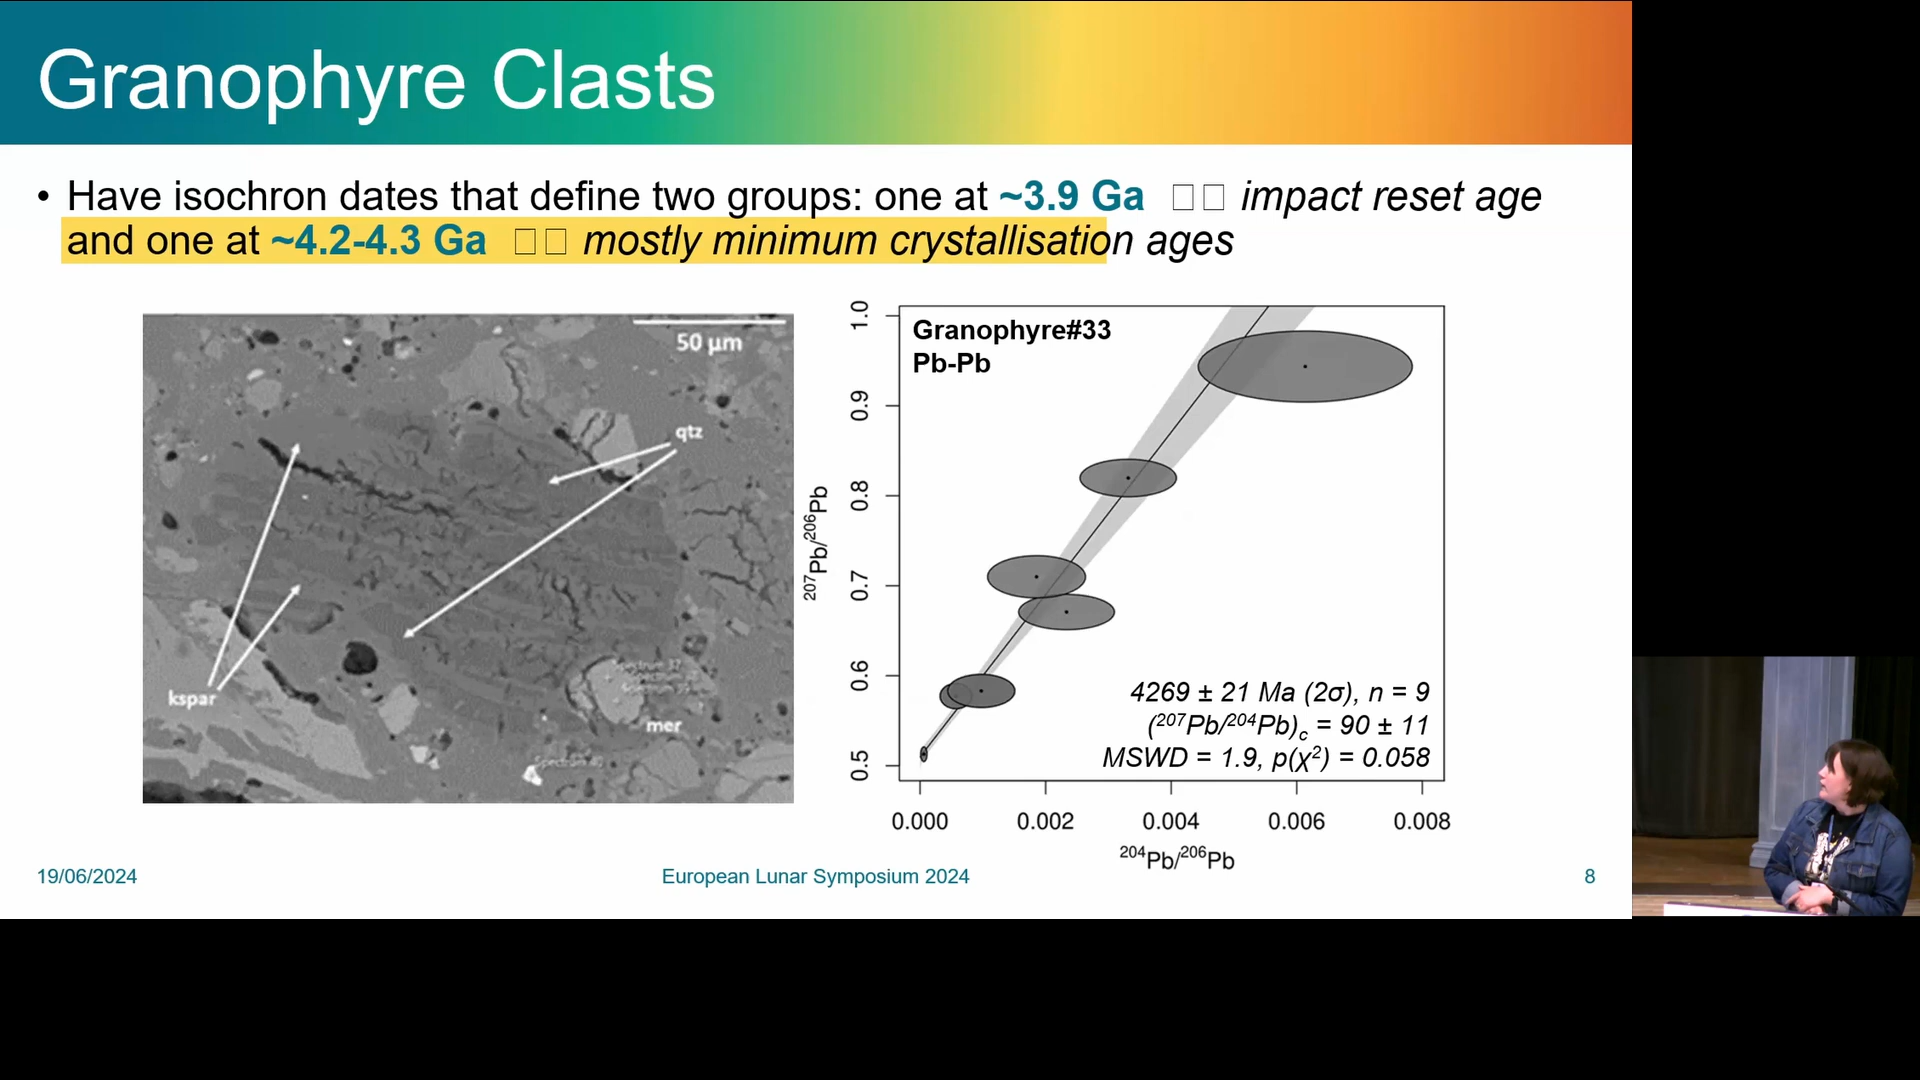 Granophyre Clasts
• Have isochron dates that define two groups: one at ~3.9 Ga □□ impact reset age
and one at ~4.2-4.3 Ga □□ mostly minimum crystallisation ages
50 µm
qtz
kspar
Spectrum 37
mer
Granophyre#33
Pb-Pb
1.0
0.9
0.8
0.7
0.6
0.5
207Pb/206Pb
4269 ± 21 Ma (2σ), n = 9
(207Pb/204Pb)c = 90 ± 11
MSWD = 1.9, p(χ2) = 0.058
0.000 0.002 0.004 0.006 0.008
204Pb/206Pb
19/06/2024
European Lunar Symposium 2024
8